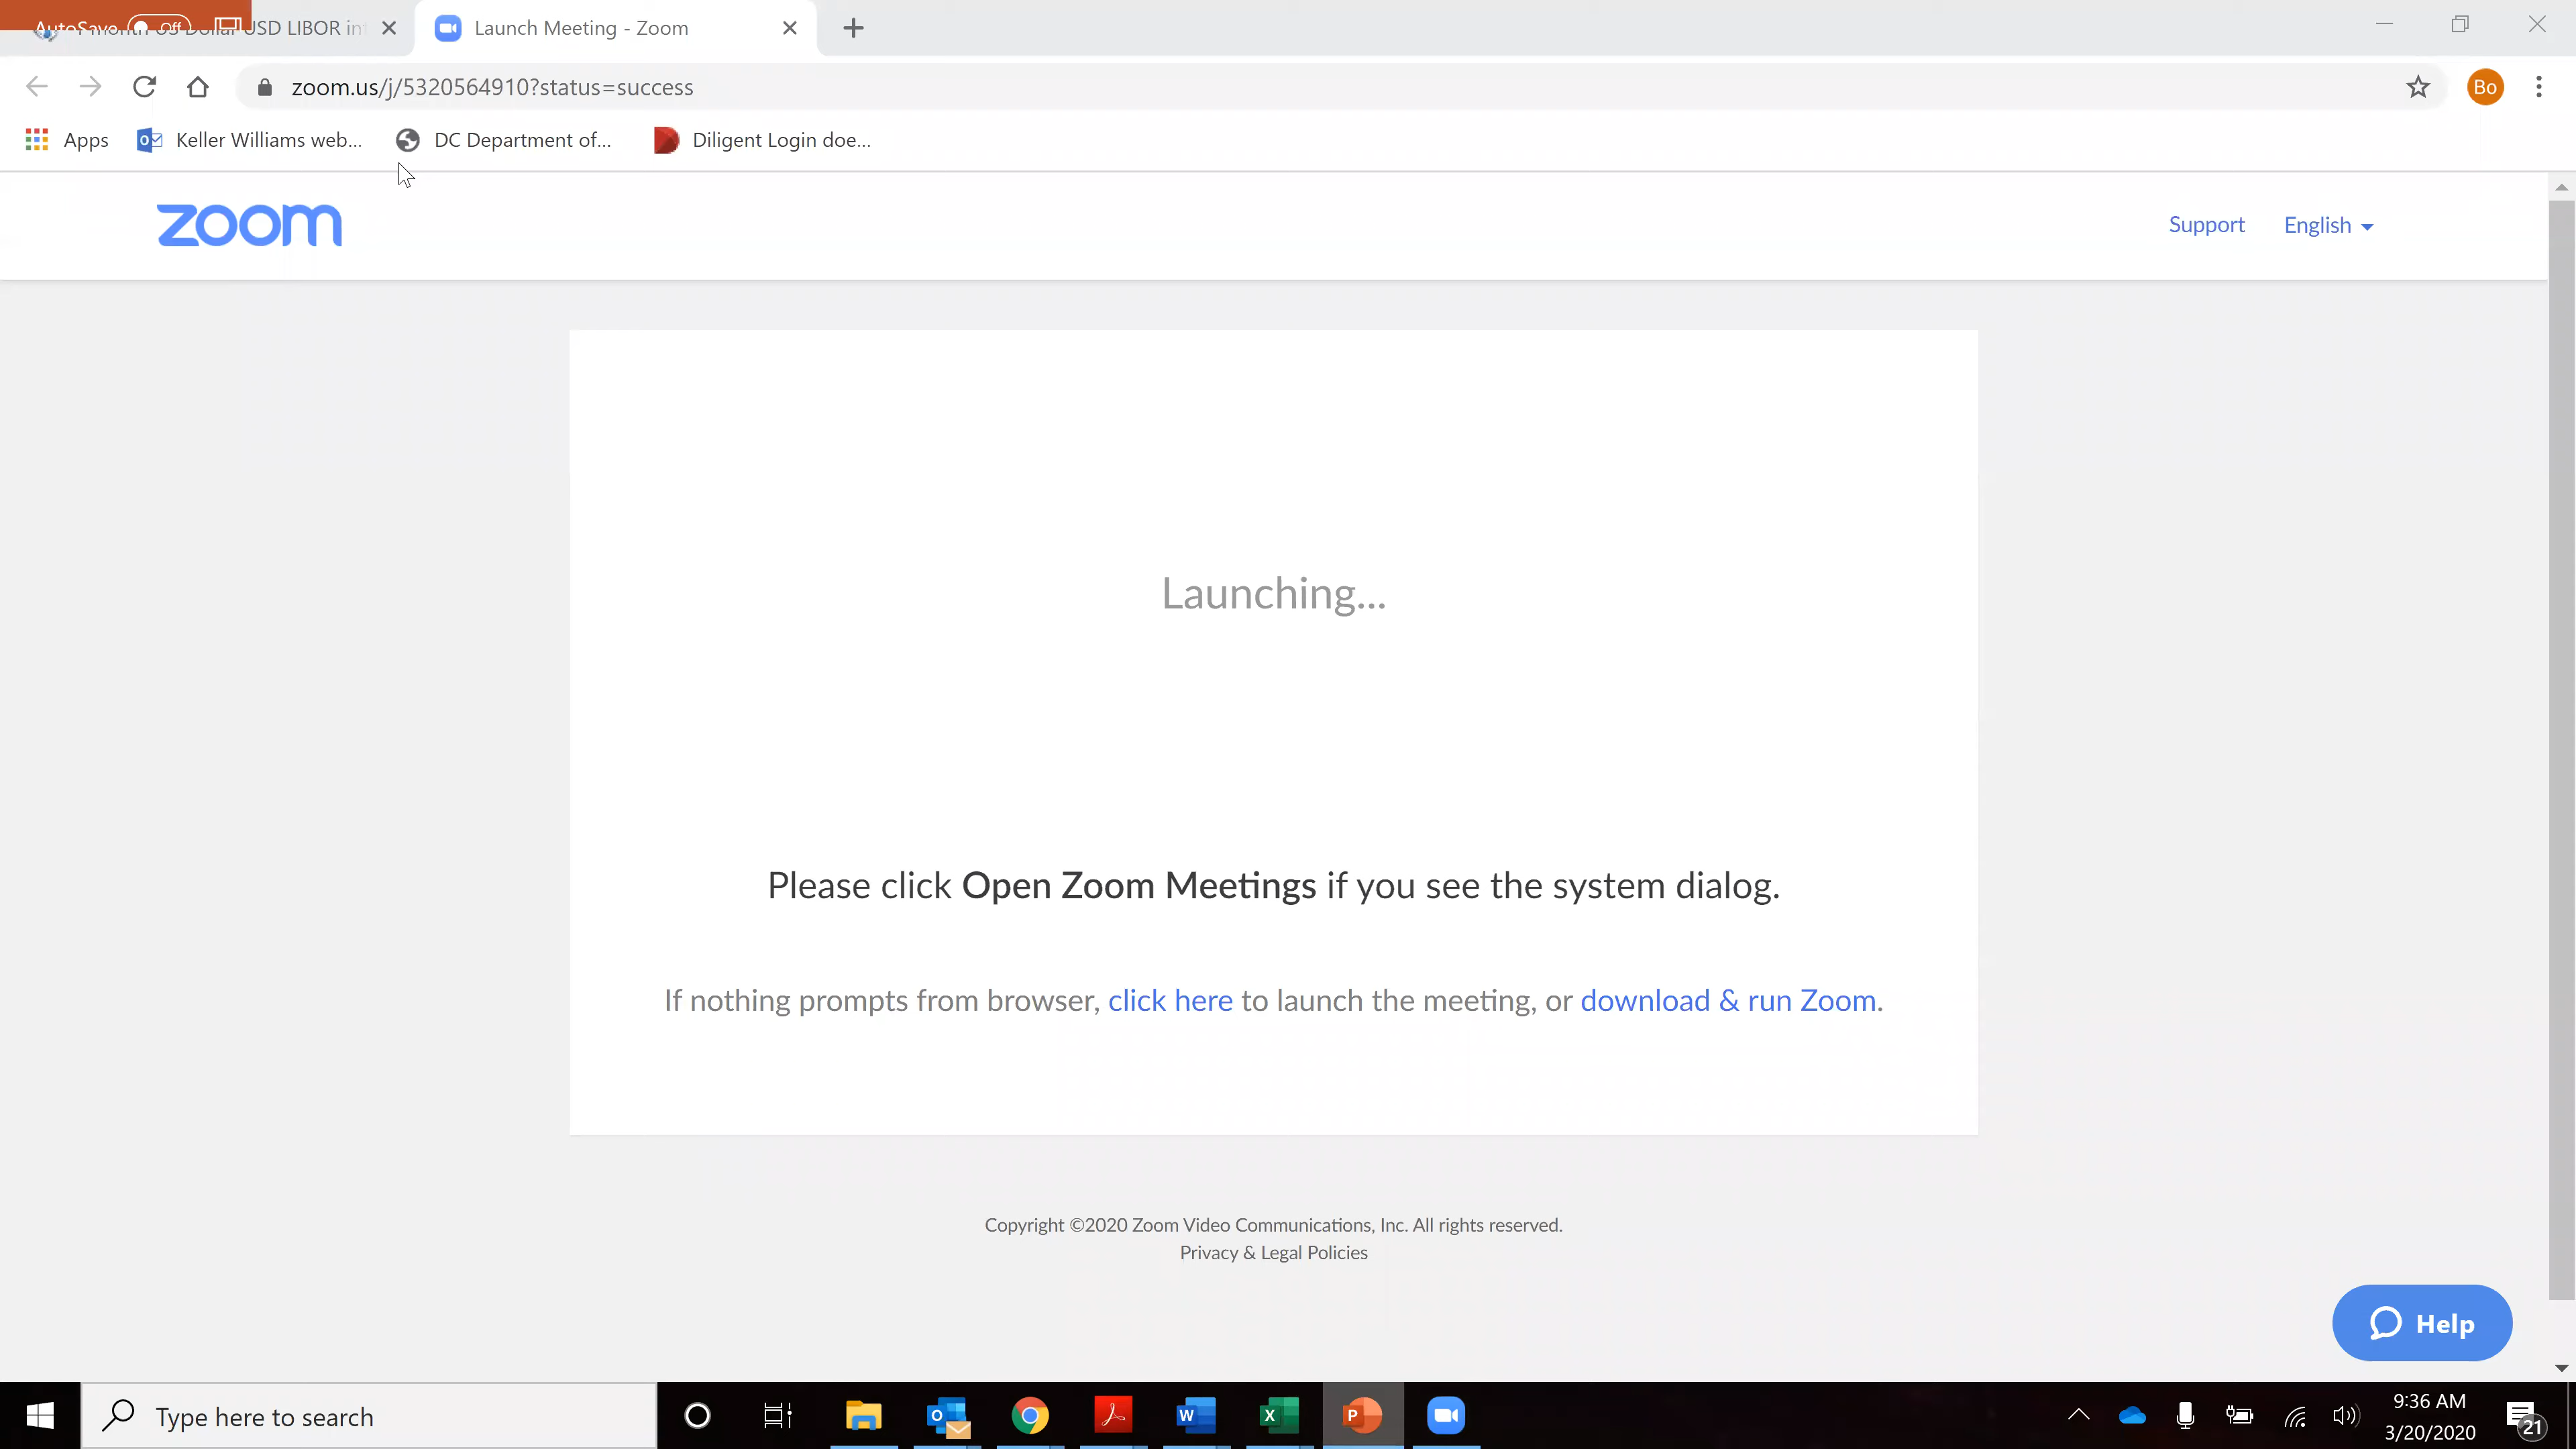 AutoSave Off
USD LIBOR in
Launch Meeting - Zoom
zoom.us/j/5320564910?status=success
Bo
Apps
Keller Williams web...
DC Department of...
Diligent Login doe...
zoom
Support
English
Launching...
Please click Open Zoom Meetings if you see the system dialog.
If nothing prompts from browser, click here to launch the meeting, or download & run Zoom.
Copyright ©2020 Zoom Video Communications, Inc. All rights reserved.
Privacy & Legal Policies
Help
Type here to search
9:36 AM
3/20/2020
21